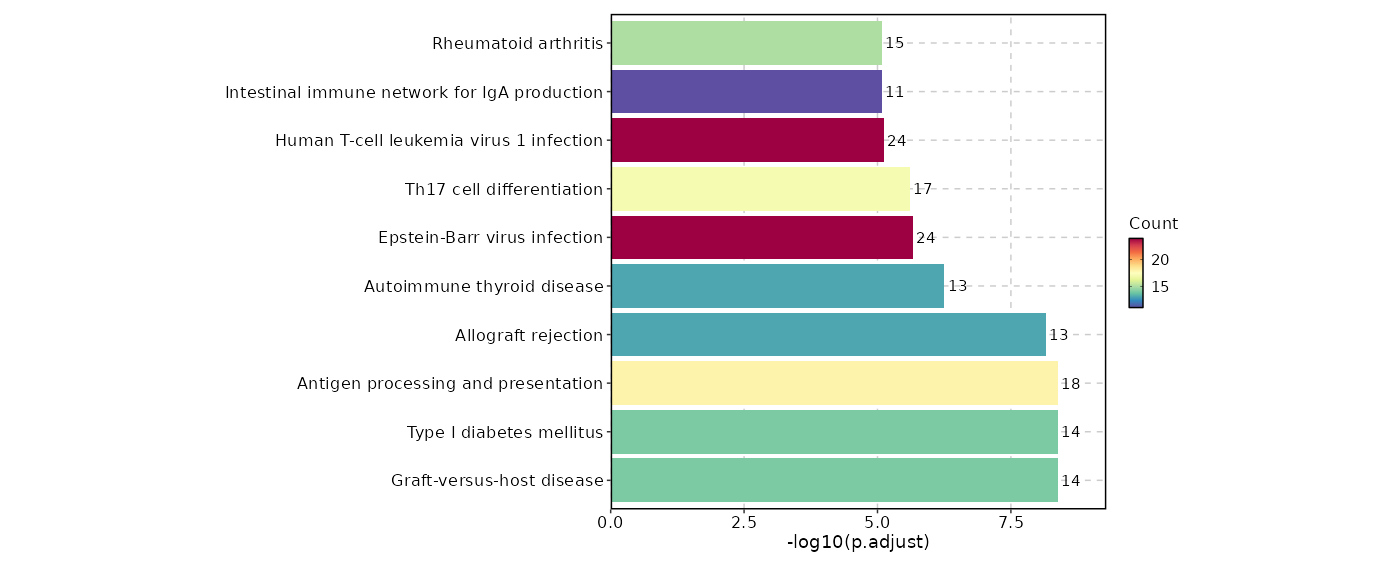 Rheumatoid arthritis 15
Intestinal immune network for IgA production 11
Human T-cell leukemia virus 1 infection 24
Th17 cell differentiation 17
Epstein-Barr virus infection 24
Autoimmune thyroid disease 13
Allograft rejection 13
Antigen processing and presentation 18
Type I diabetes mellitus 14
Graft-versus-host disease 14
0.0 2.5 5.0 7.5
-log10(p.adjust)
Count
20
15